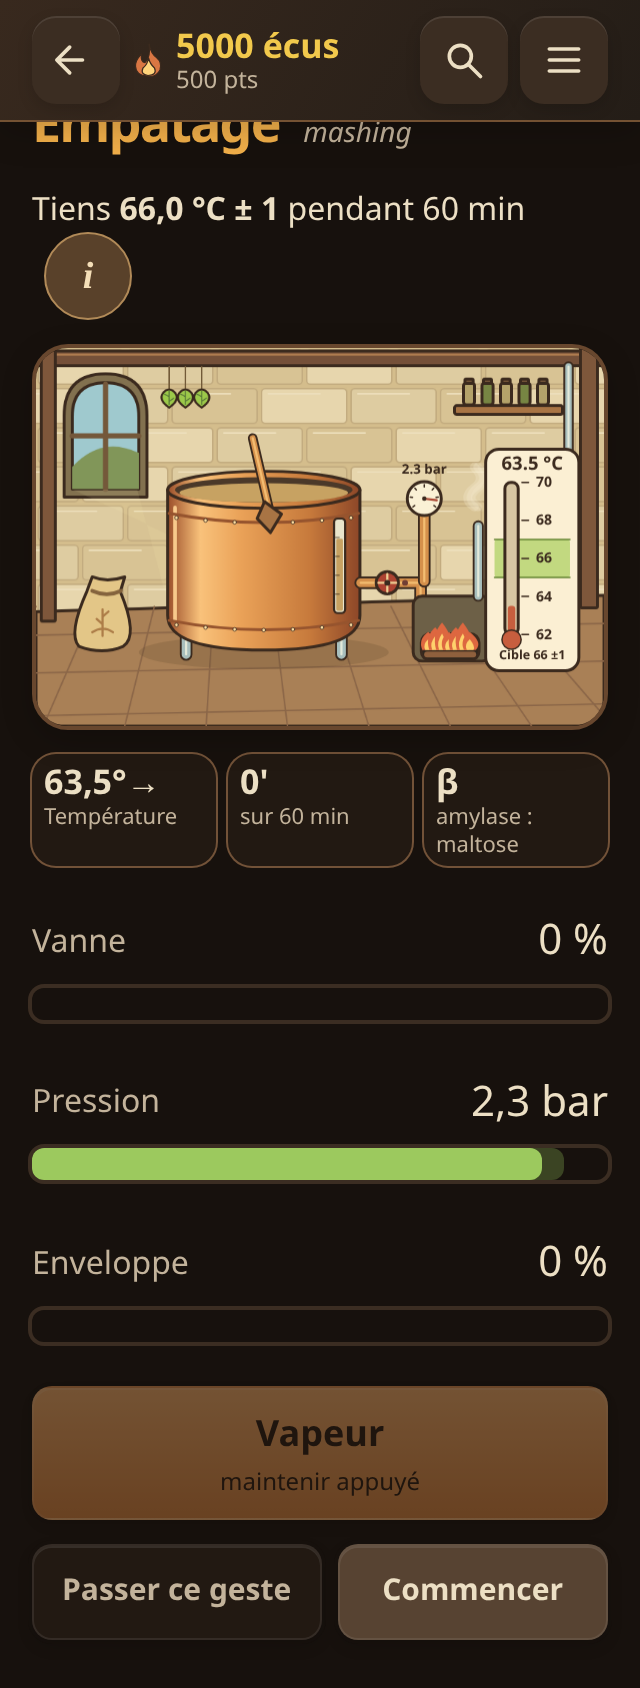 5000 écus
500 pts
Empâtage mashing
Tiens 66,0 °C ± 1 pendant 60 min
i
2.3 bar
63.5 °C
70
68
66
64
62
Cible 66 ±1
63,5°→
Température
0'
sur 60 min
β
amylase :
maltose
Vanne 0 %
Pression 2,3 bar
Enveloppe 0 %
Vapeur
maintenir appuyé
Passer ce geste
Commencer